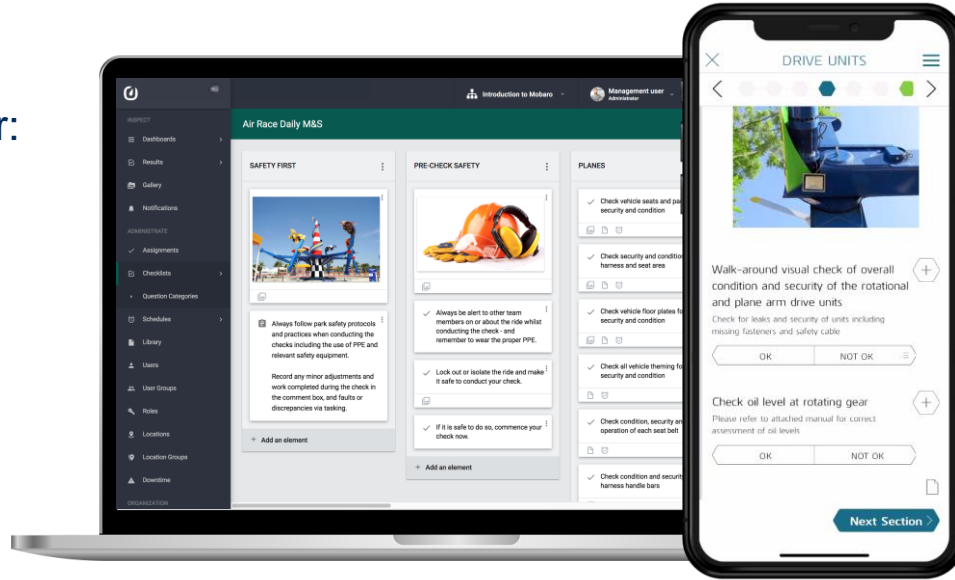 r:
Introduction to Mobaro
Management user
Administrator
INSPECT
Dashboards
Results
Gallery
Notifications
ADMINISTRATE
Assignments
Checklists
Question Categories
Schedules
Library
Users
User Groups
Roles
Locations
Location Groups
Downtime
ORGANIZATION
Air Race Daily M&S
SAFETY FIRST
Always follow park safety protocols
and practices when conducting the
checks including the use of PPE and
relevant safety equipment.
Record any minor adjustments and
work completed during the check in
the comment box, and faults or
discrepancies via tasking.
+ Add an element
PRE-CHECK SAFETY
Always be alert to other team
members on or about the ride whilst
conducting the check - and
remember to wear the proper PPE.
Lock out or isolate the ride and make
it safe to conduct your check.
If it is safe to do so, commence your
check now.
+ Add an element
PLANES
Check vehicle seats and
security and condition
Check security and
harness and seat area
Check vehicle floor plates
security and condition
Check all vehicle theming
security and condition
Check condition, security
operation of each seat belt
Check condition and
harness handle bars
DRIVE UNITS
Walk-around visual check of overall
condition and security of the rotational
and plane arm drive units
Check for leaks and security of units including
missing fasteners and safety cable
OK NOT OK
Check oil level at rotating gear
Please refer to attached manual for correct
assessment of oil levels
OK NOT OK
Next Section